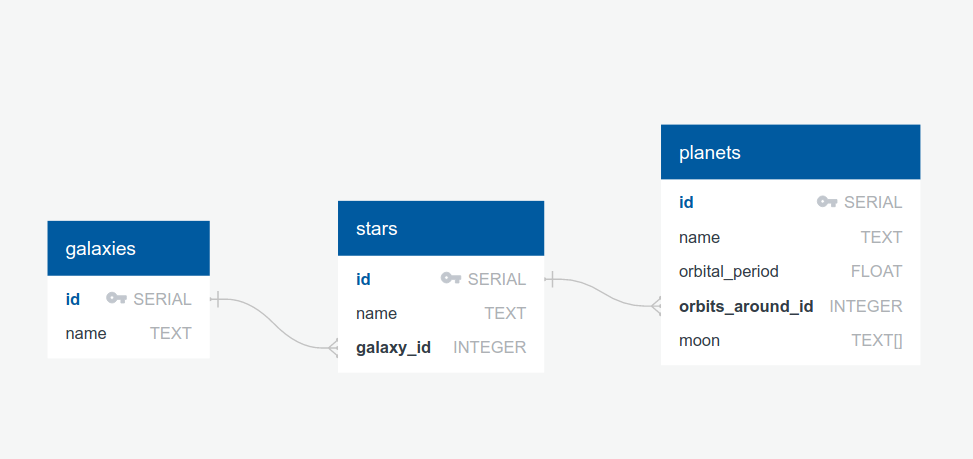 galaxies
id SERIAL
name TEXT
stars
id SERIAL
name TEXT
galaxy_id INTEGER
planets
id SERIAL
name TEXT
orbital_period FLOAT
orbits_around_id INTEGER
moon TEXT[]